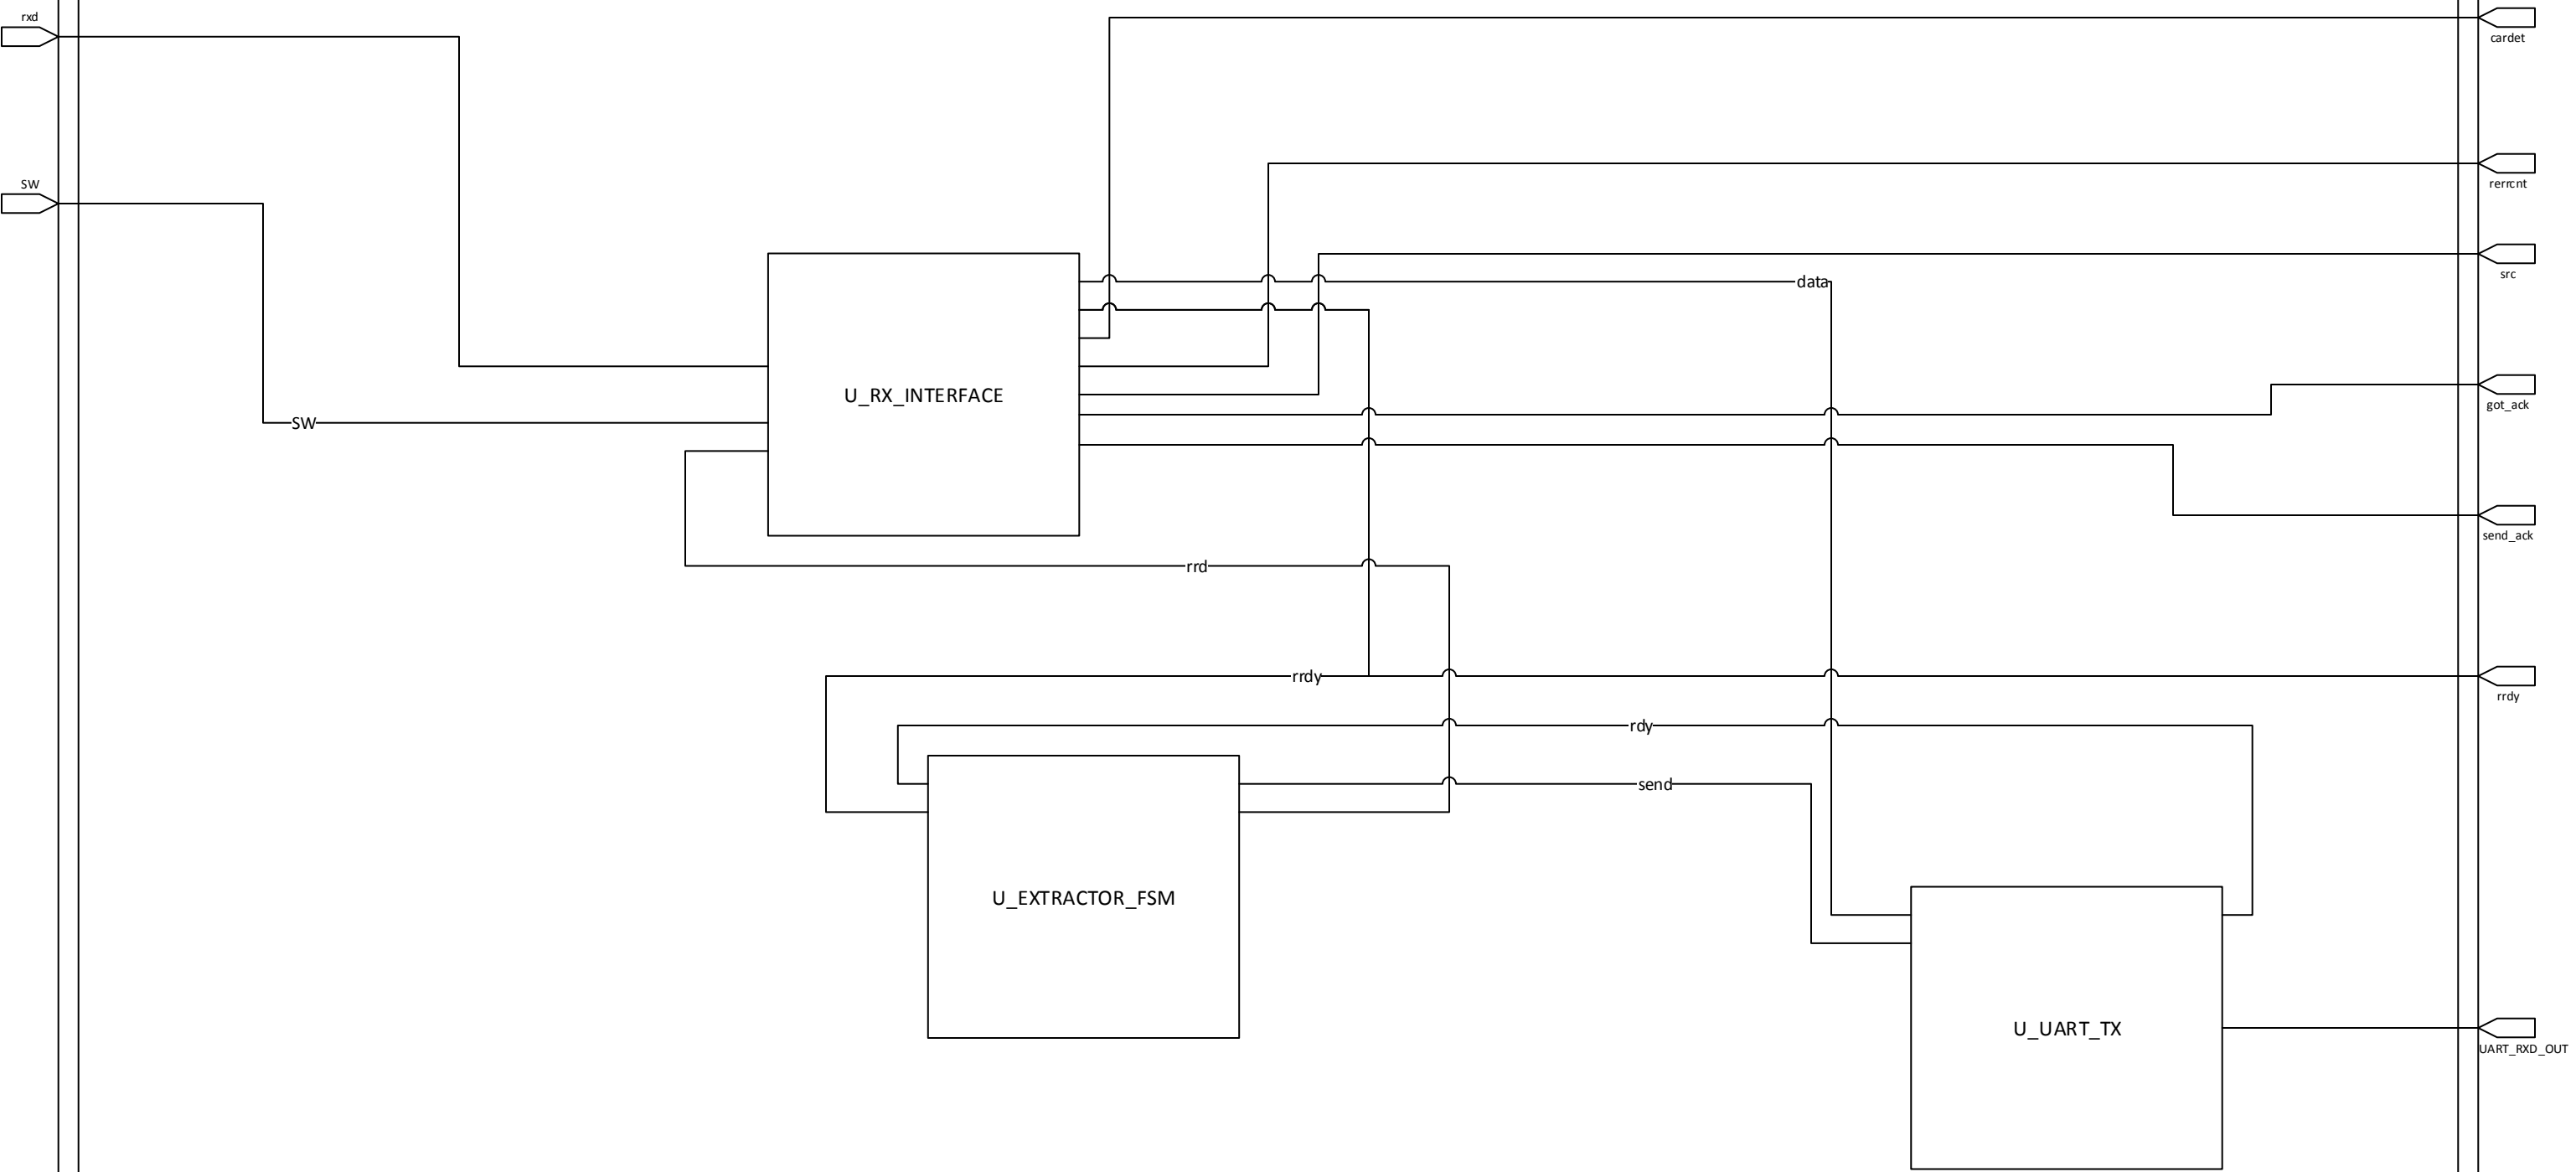 rxd
cardet
rerrcnt
SW
src
data
U_RX_INTERFACE
got_ack
SW
send_ack
rrd
rrdy
rrdy
rdy
send
U_EXTRACTOR_FSM
U_UART_TX
UART_RXD_OUT